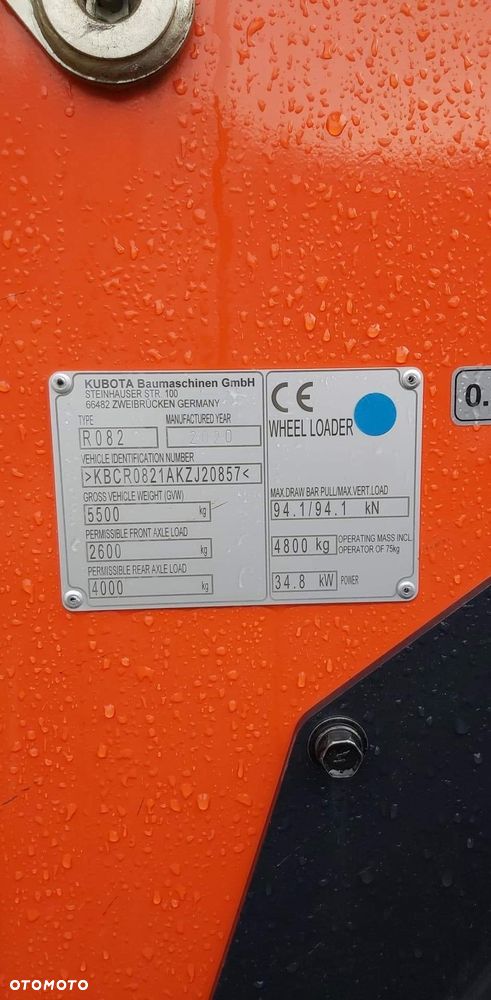 KUBOTA Baumaschinen GmbH
STEINHAUSER STR. 100
66482 ZWEIBRÜCKEN GERMANY
TYPE
R082
MANUFACTURED YEAR
2020
VEHICLE IDENTIFICATION NUMBER
>KBCR0821AKZJ20857<
GROSS VEHICLE WEIGHT (GVW)
5500 kg
PERMISSIBLE FRONT AXLE LOAD
2600 kg
PERMISSIBLE REAR AXLE LOAD
4000 kg
CE
WHEEL LOADER
MAX.DRAW BAR PULL/MAX.VERT.LOAD
94.1/94.1 kN
4800 kg OPERATING MASS INCL.
OPERATOR OF 75kg
34.8 kW POWER
0.
OTOMOTO